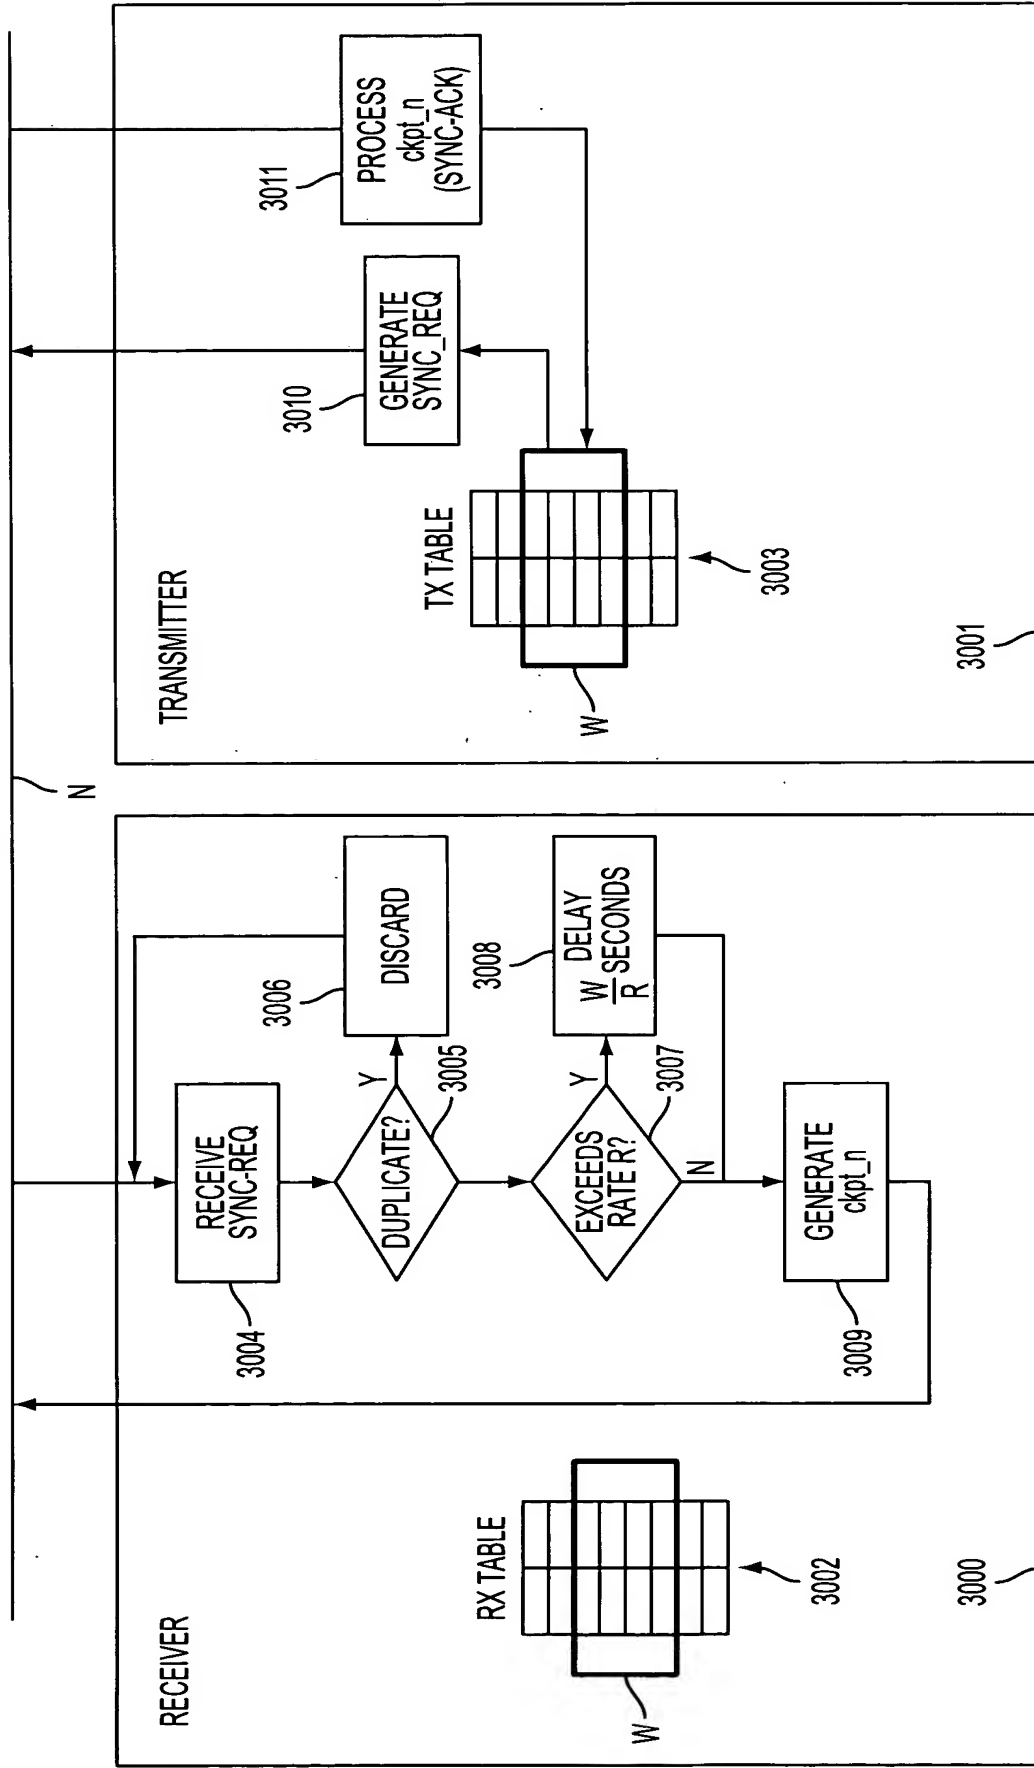 RECEIVER
RX TABLE
W
3002
3000
3004
RECEIVE
SYNC-REQ
DUPLICATE?
Y
3005
3006
DISCARD
EXCEEDS
RATE R?
Y
3007
N
3008
DELAY
W
R
SECONDS
3009
GENERATE
ckpt_n
N
TRANSMITTER
TX TABLE
W
3003
3001
3010
GENERATE
SYNC_REQ
3011
PROCESS
ckpt_n
(SYNC-ACK)